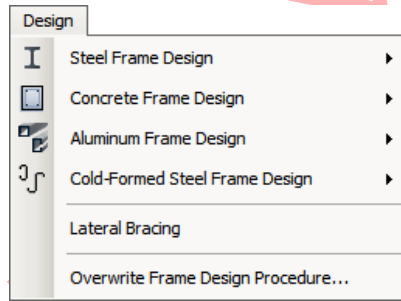 Design
Steel Frame Design
Concrete Frame Design
Aluminum Frame Design
Cold-Formed Steel Frame Design
Lateral Bracing
Overwrite Frame Design Procedure...